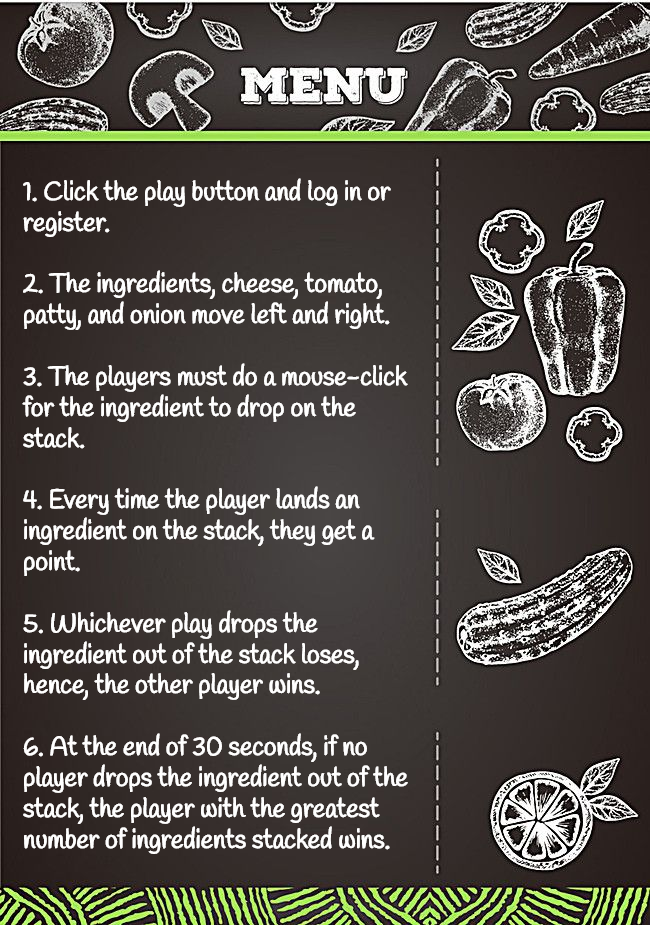 MENU
1. Click the play button and log in or
register.
2. The ingredients, cheese, tomato,
patty, and onion move left and right.
3. The players must do a mouse-click
for the ingredient to drop on the
stack.
4. Every time the player lands an
ingredient on the stack, they get a
point.
5. Whichever play drops the
ingredient out of the stack loses,
hence, the other player wins.
6. At the end of 30 seconds, if no
player drops the ingredient out of the
stack, the player with the greatest
number of ingredients stacked wins.